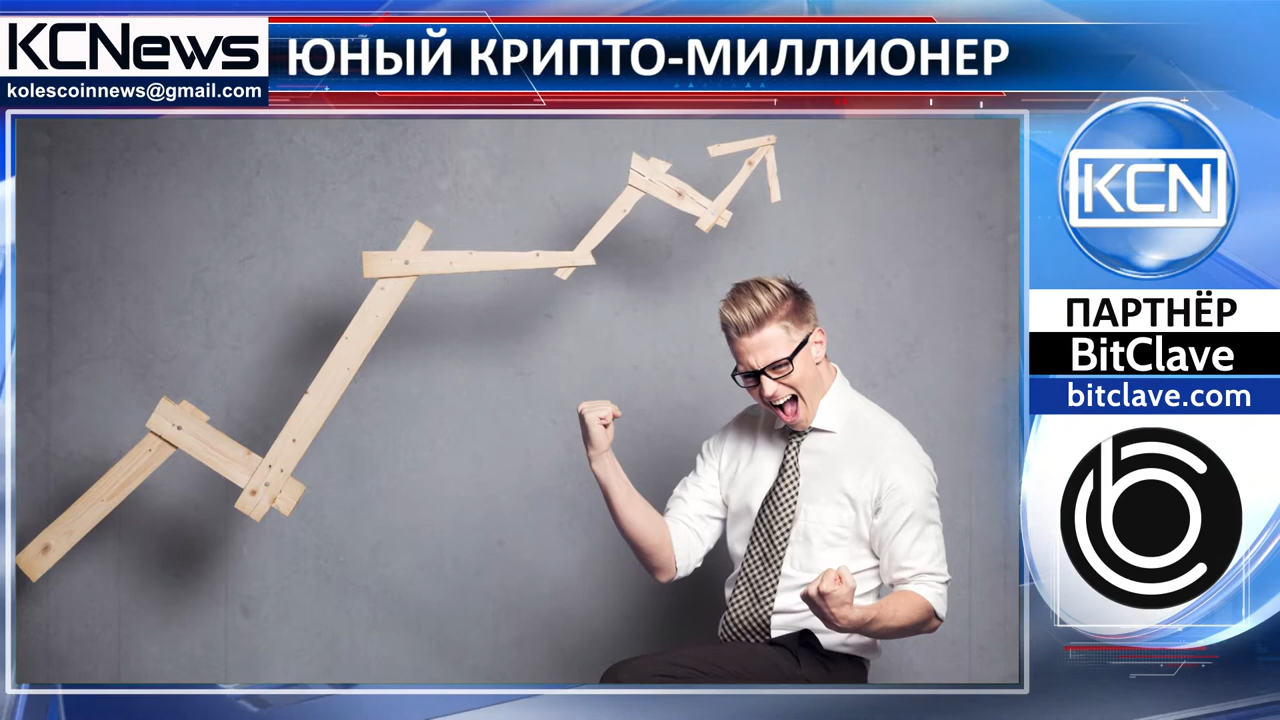 KCNews
kolescoinnews@gmail.com
ЮНЫЙ КРИПТО-МИЛЛИОНЕР
KCN
ПАРТНЁР
BitClave
bitclave.com